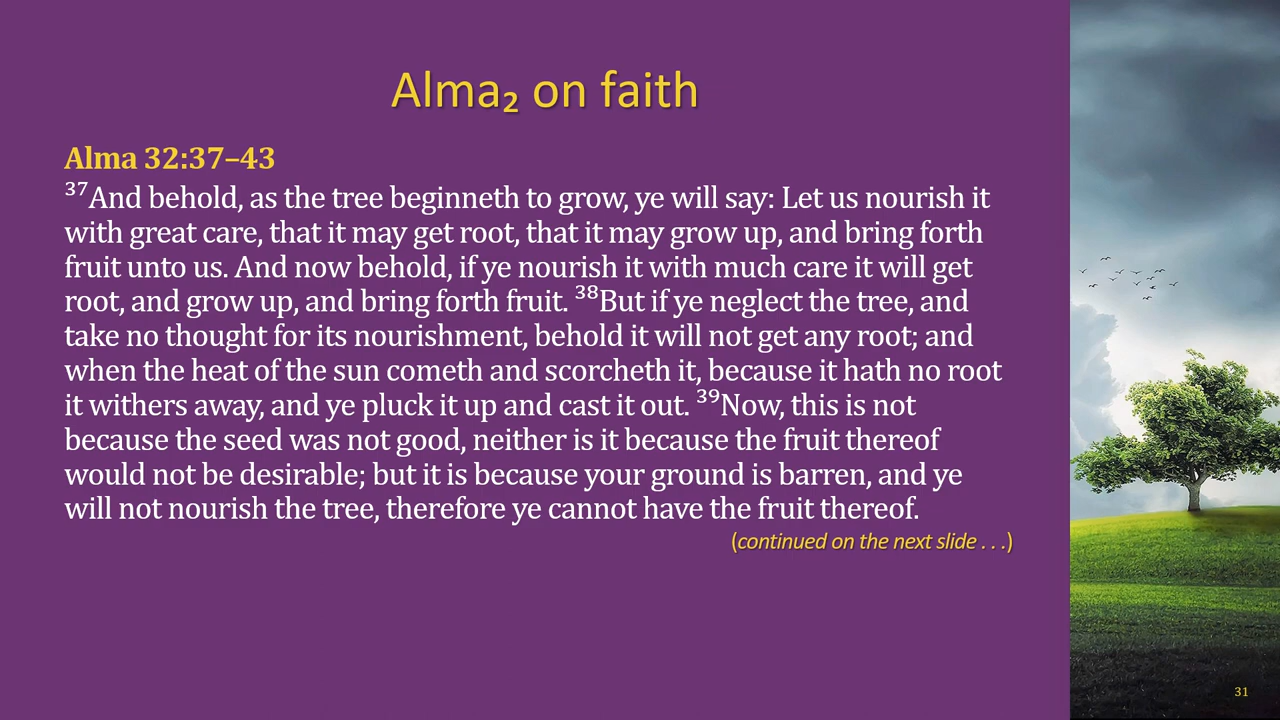 Alma₂ on faith
Alma 32:37–43
³⁷And behold, as the tree beginneth to grow, ye will say: Let us nourish it
with great care, that it may get root, that it may grow up, and bring forth
fruit unto us. And now behold, if ye nourish it with much care it will get
root, and grow up, and bring forth fruit. ³⁸But if ye neglect the tree, and
take no thought for its nourishment, behold it will not get any root; and
when the heat of the sun cometh and scorcheth it, because it hath no root
it withers away, and ye pluck it up and cast it out. ³⁹Now, this is not
because the seed was not good, neither is it because the fruit thereof
would not be desirable; but it is because your ground is barren, and ye
will not nourish the tree, therefore ye cannot have the fruit thereof.
(continued on the next slide . . .)
31